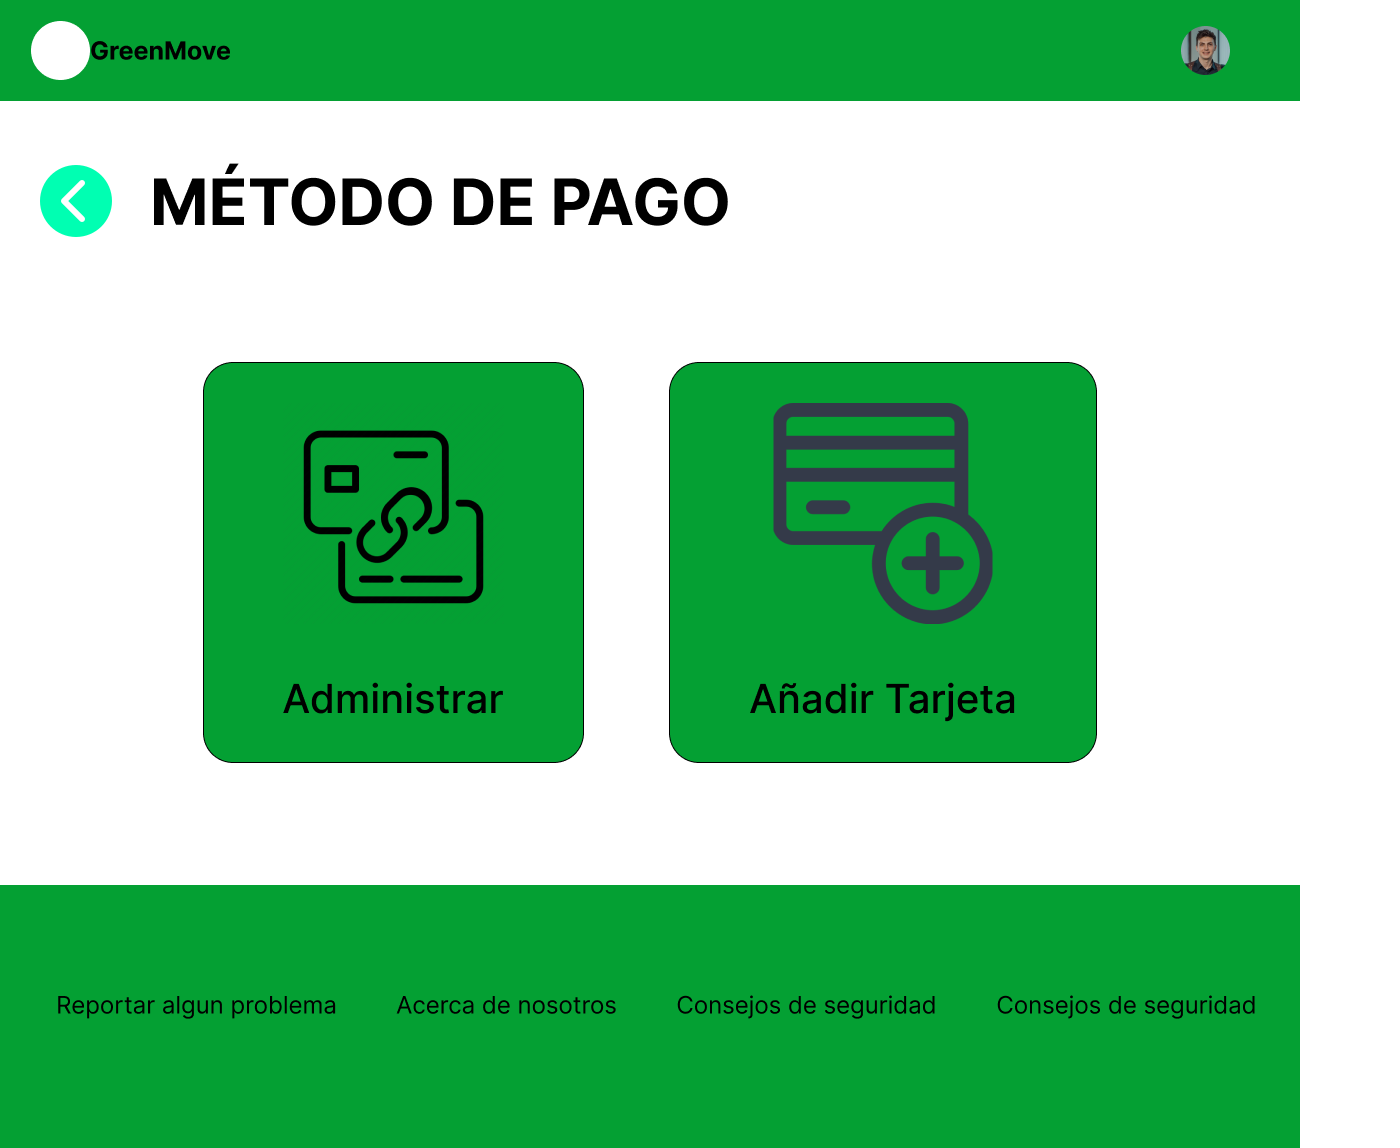 GreenMove
MÉTODO DE PAGO
Administrar
Añadir Tarjeta
Reportar algun problema
Acerca de nosotros
Consejos de seguridad
Consejos de seguridad